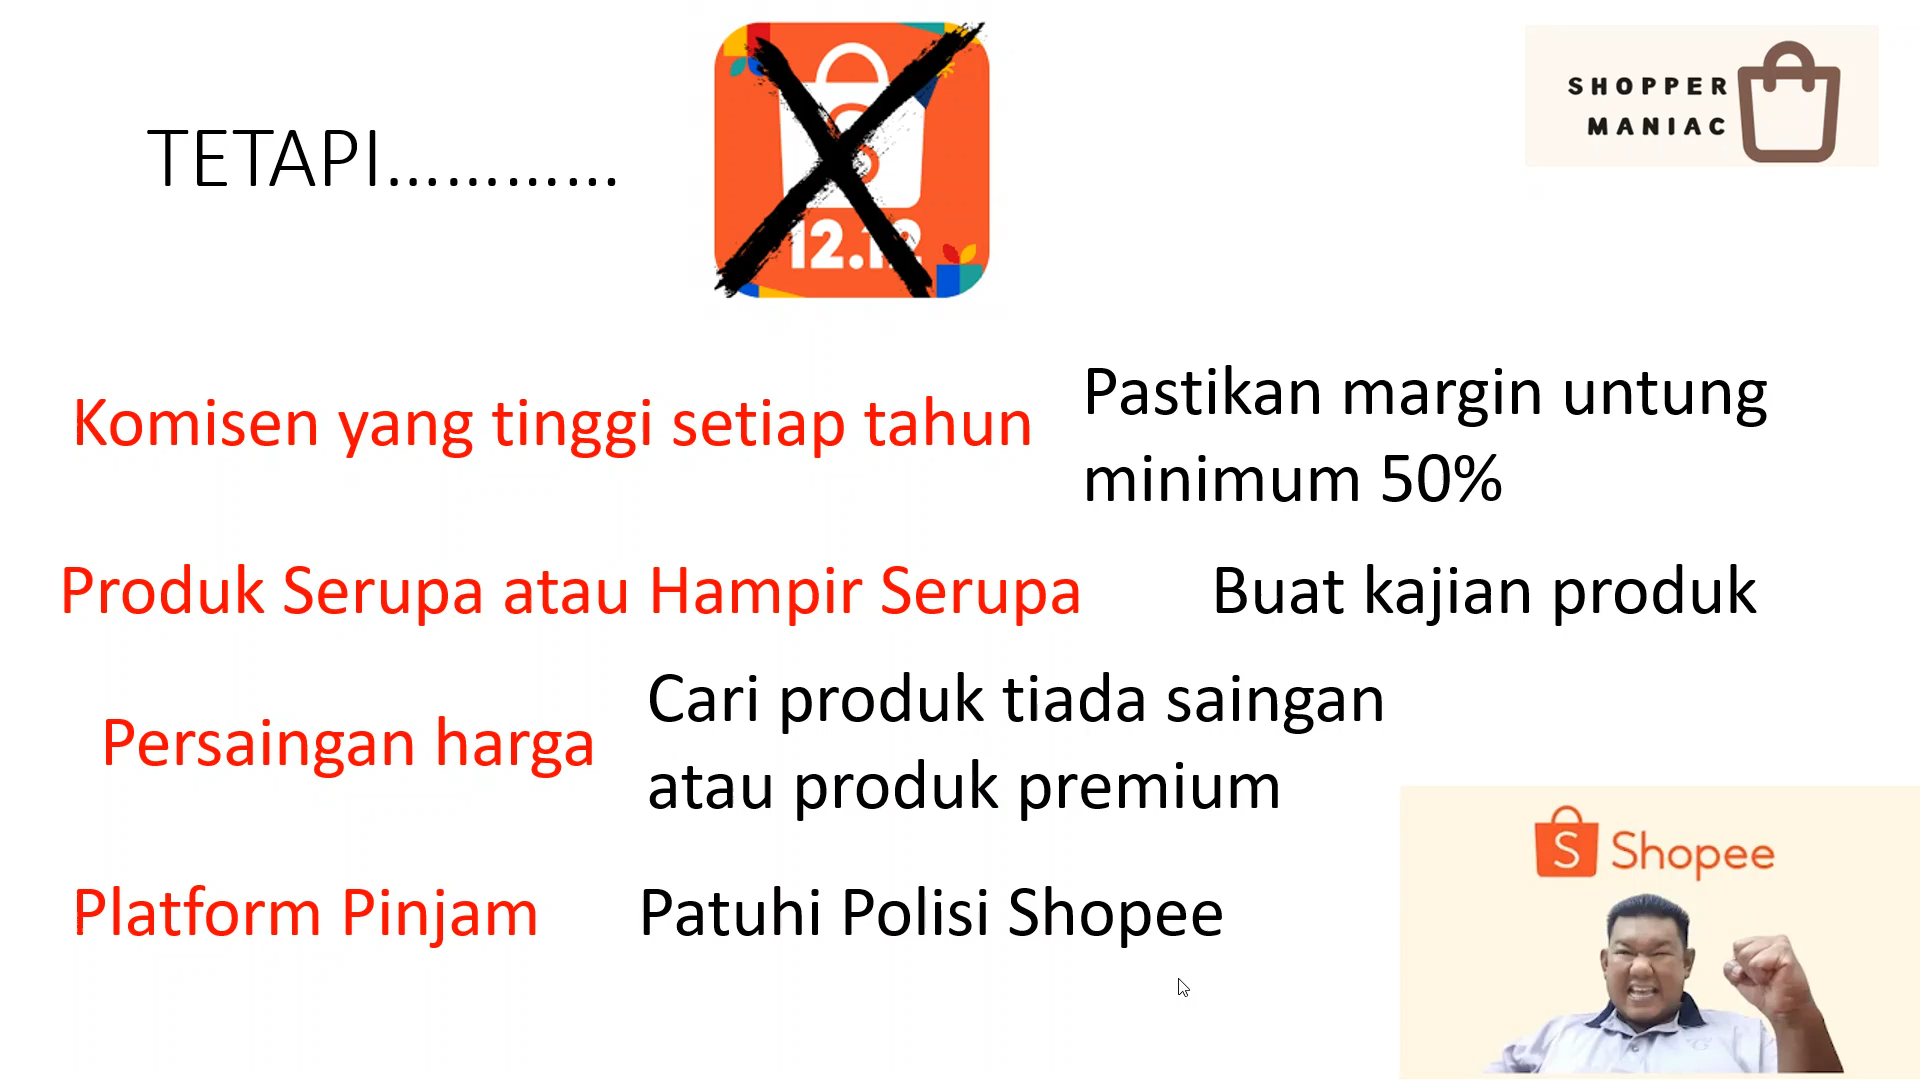 TETAPI............
12.12
SHOPPER
MANIAC
Komisen yang tinggi setiap tahun
Pastikan margin untung
minimum 50%
Produk Serupa atau Hampir Serupa
Buat kajian produk
Persaingan harga
Cari produk tiada saingan
atau produk premium
Platform Pinjam
Patuhi Polisi Shopee
S Shopee